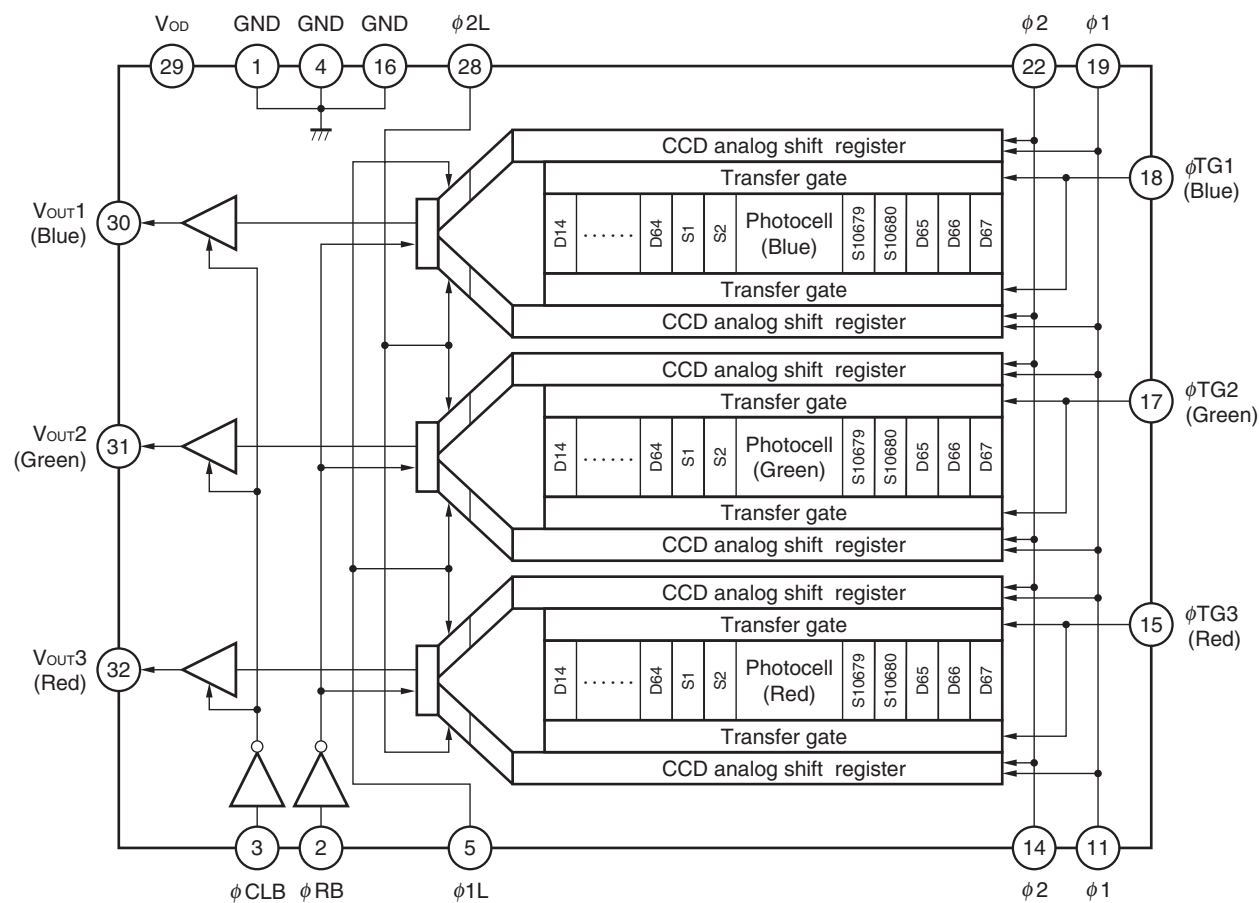 VOD GND GND GND φ2L φ2 φ1
29 1 4 16 28 22 19
CCD analog shift register
Transfer gate
18 φTG1
(Blue)
VOUT1
(Blue)
30
D14 ...... D64 S1 S2 Photocell
(Blue) S10679 S10680 D65 D66 D67
Transfer gate
CCD analog shift register
CCD analog shift register
Transfer gate
17 φTG2
(Green)
VOUT2
(Green)
31
D14 ...... D64 S1 S2 Photocell
(Green) S10679 S10680 D65 D66 D67
Transfer gate
CCD analog shift register
CCD analog shift register
Transfer gate
15 φTG3
(Red)
VOUT3
(Red)
32
D14 ...... D64 S1 S2 Photocell
(Red) S10679 S10680 D65 D66 D67
Transfer gate
CCD analog shift register
3 2 5 14 11
φCLB φRB φ1L φ2 φ1